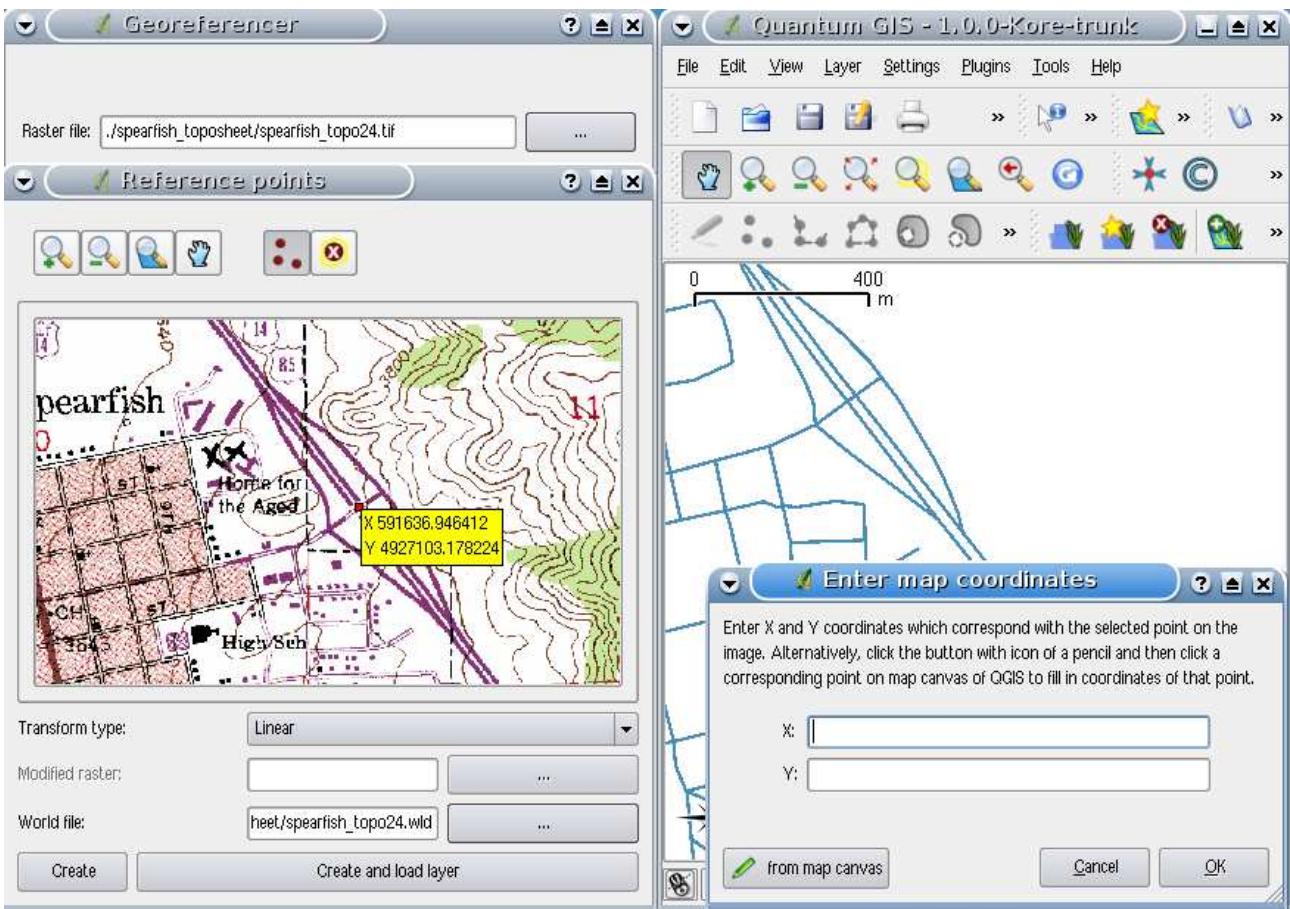 Georeferencer
Raster file: ./spearfish_toposheet/spearfish_topo24.tif ...
Reference points
14
85
pearfish
11
sT
Home for
the Aged
X 591636.946412
Y 4927103.178224
CH
sT
High Sch
Transform type: Linear
Modified raster: ...
World file: heet/spearfish_topo24.wld ...
Create Create and load layer
Quantum GIS - 1.0.0-Kore-trunk
File Edit View Layer Settings Plugins Tools Help
0 400
m
Enter map coordinates
Enter X and Y coordinates which correspond with the selected point on the
image. Alternatively, click the button with icon of a pencil and then click a
corresponding point on map canvas of QGIS to fill in coordinates of that point.
X:
Y:
from map canvas Cancel OK